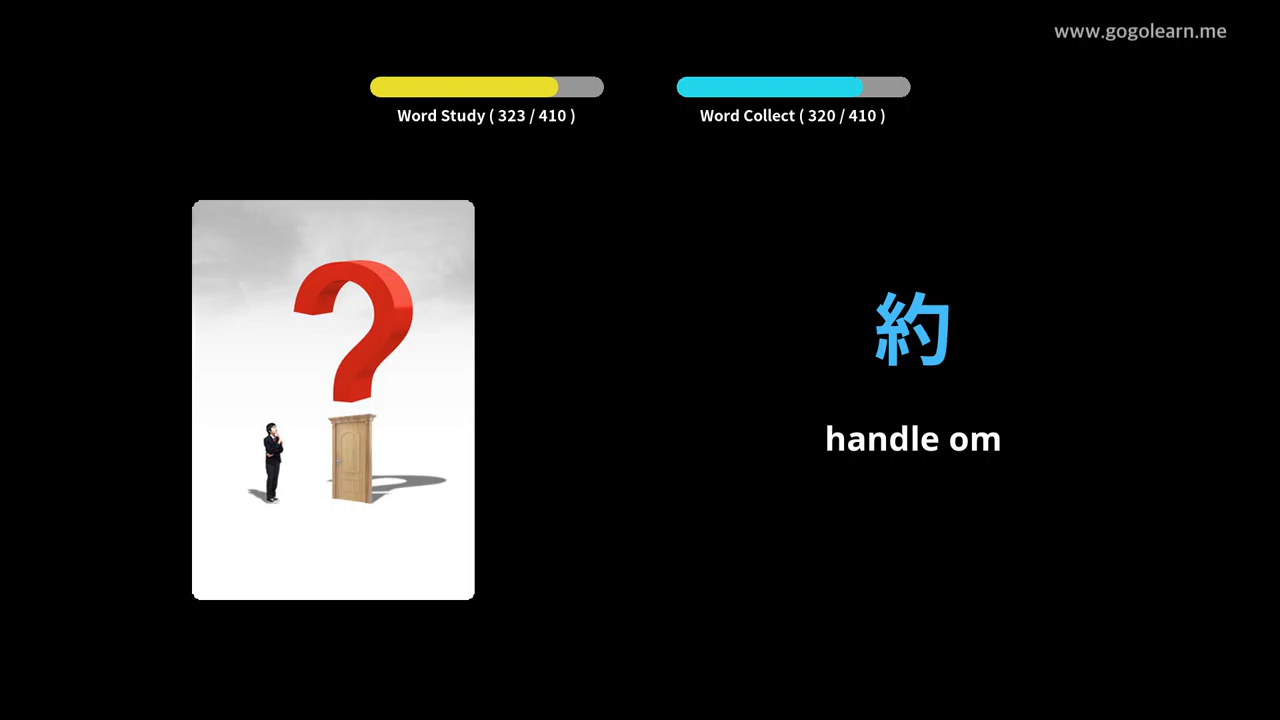 www.gogolearn.me
Word Study ( 323 / 410 )
Word Collect ( 320 / 410 )
?
約
handle om